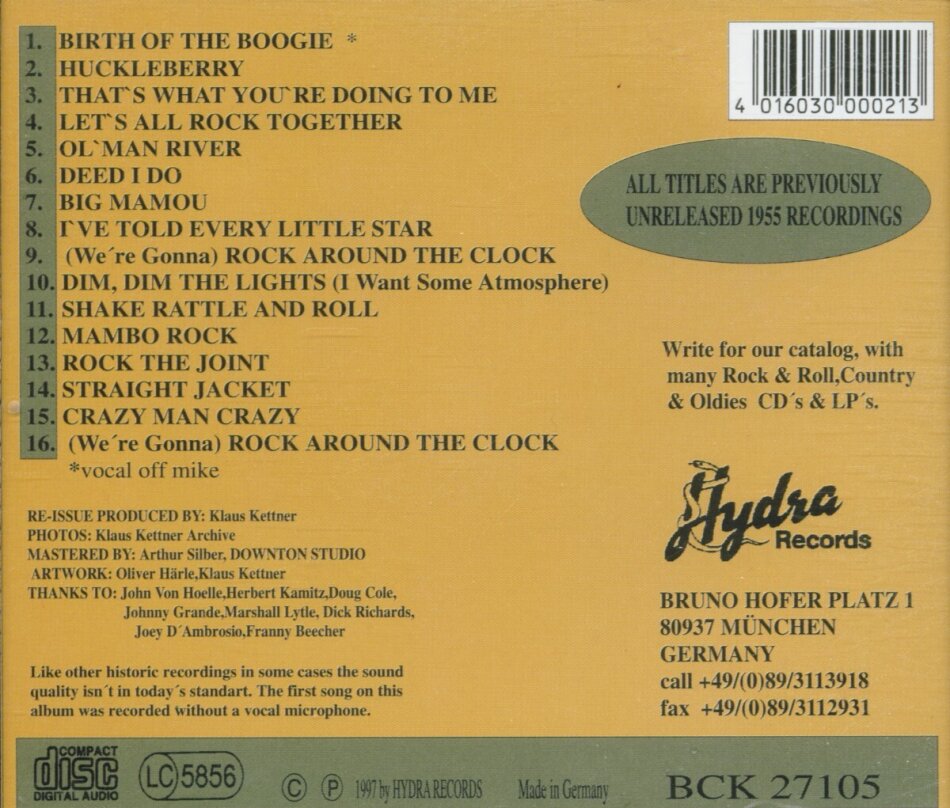 1. BIRTH OF THE BOOGIE *
2. HUCKLEBERRY
3. THAT`S WHAT YOU`RE DOING TO ME
4. LET`S ALL ROCK TOGETHER
5. OL`MAN RIVER
6. DEED I DO
7. BIG MAMOU
8. I`VE TOLD EVERY LITTLE STAR
9. (We´re Gonna) ROCK AROUND THE CLOCK
10. DIM, DIM THE LIGHTS (I Want Some Atmosphere)
11. SHAKE RATTLE AND ROLL
12. MAMBO ROCK
13. ROCK THE JOINT
14. STRAIGHT JACKET
15. CRAZY MAN CRAZY
16. (We´re Gonna) ROCK AROUND THE CLOCK
*vocal off mike
RE-ISSUE PRODUCED BY: Klaus Kettner
PHOTOS: Klaus Kettner Archive
MASTERED BY: Arthur Silber, DOWNTON STUDIO
ARTWORK: Oliver Härle,Klaus Kettner
THANKS TO: John Von Hoelle,Herbert Kamitz,Doug Cole,
Johnny Grande,Marshall Lytle, Dick Richards,
Joey D´Ambrosio,Franny Beecher
Like other historic recordings in some cases the sound
quality isn´t in today´s standart. The first song on this
album was recorded without a vocal microphone.
4 016030 000213
ALL TITLES ARE PREVIOUSLY
UNRELEASED 1955 RECORDINGS
Write for our catalog, with
many Rock & Roll,Country
& Oldies CD´s & LP´s.
Hydra
Records
BRUNO HOFER PLATZ 1
80937 MÜNCHEN
GERMANY
call +49/(0)89/3113918
fax +49/(0)89/3112931
COMPACT
disc
DIGITAL AUDIO
LC 5856
© ℗ 1997 by HYDRA RECORDS Made in Germany
BCK 27105